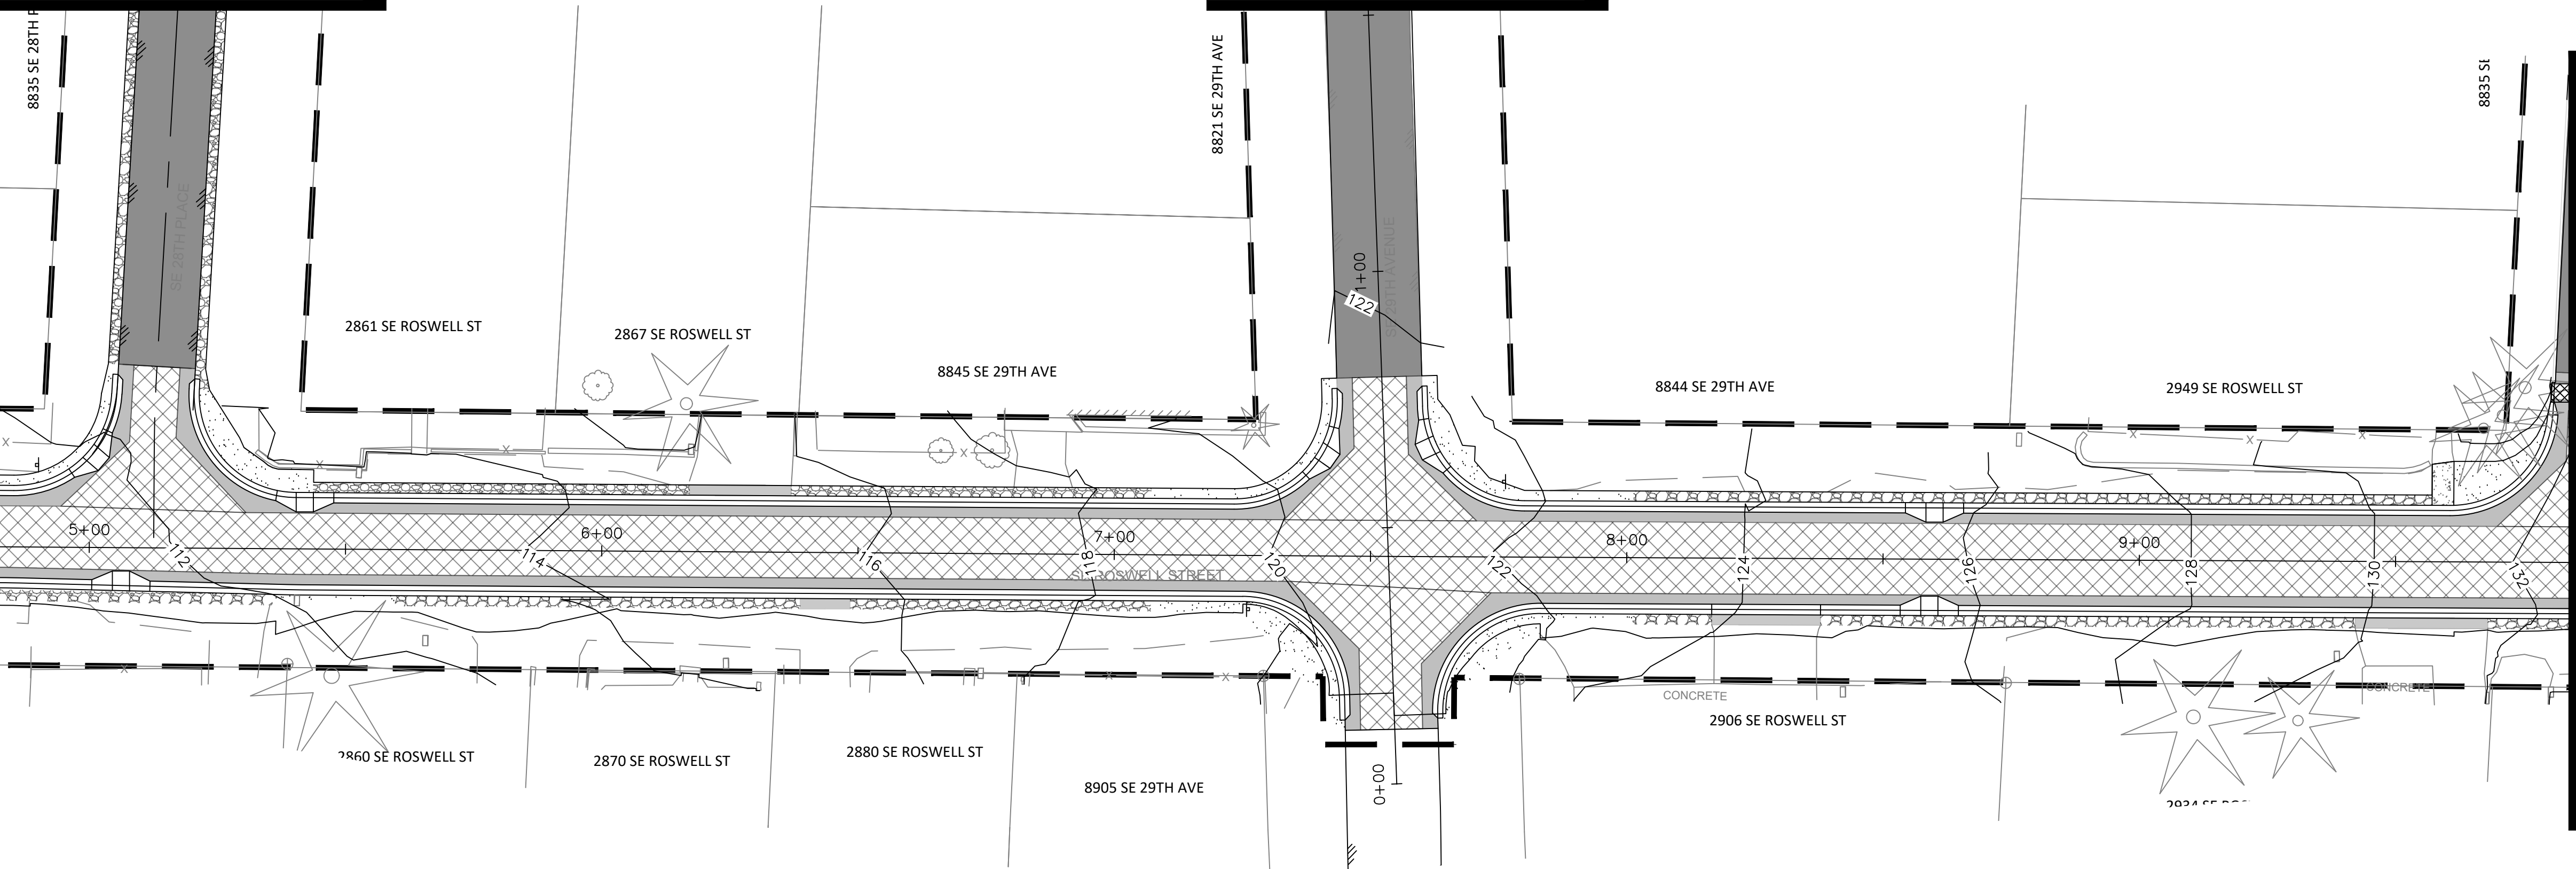 8835 SE 28TH P
8821 SE 29TH AVE
8835 SE
SE 28TH PLACE
SE 29TH AVENUE
1+00
122
2861 SE ROSWELL ST
2867 SE ROSWELL ST
8845 SE 29TH AVE
8844 SE 29TH AVE
2949 SE ROSWELL ST
X
X
X
X
X
X
X
5+00
6+00
7+00
8+00
9+00
112
114
116
118
120
122
124
126
128
130
132
SE ROSWELL STREET
X
X
X
CONCRETE
CONCRETE
2860 SE ROSWELL ST
2870 SE ROSWELL ST
2880 SE ROSWELL ST
8905 SE 29TH AVE
2906 SE ROSWELL ST
0+00